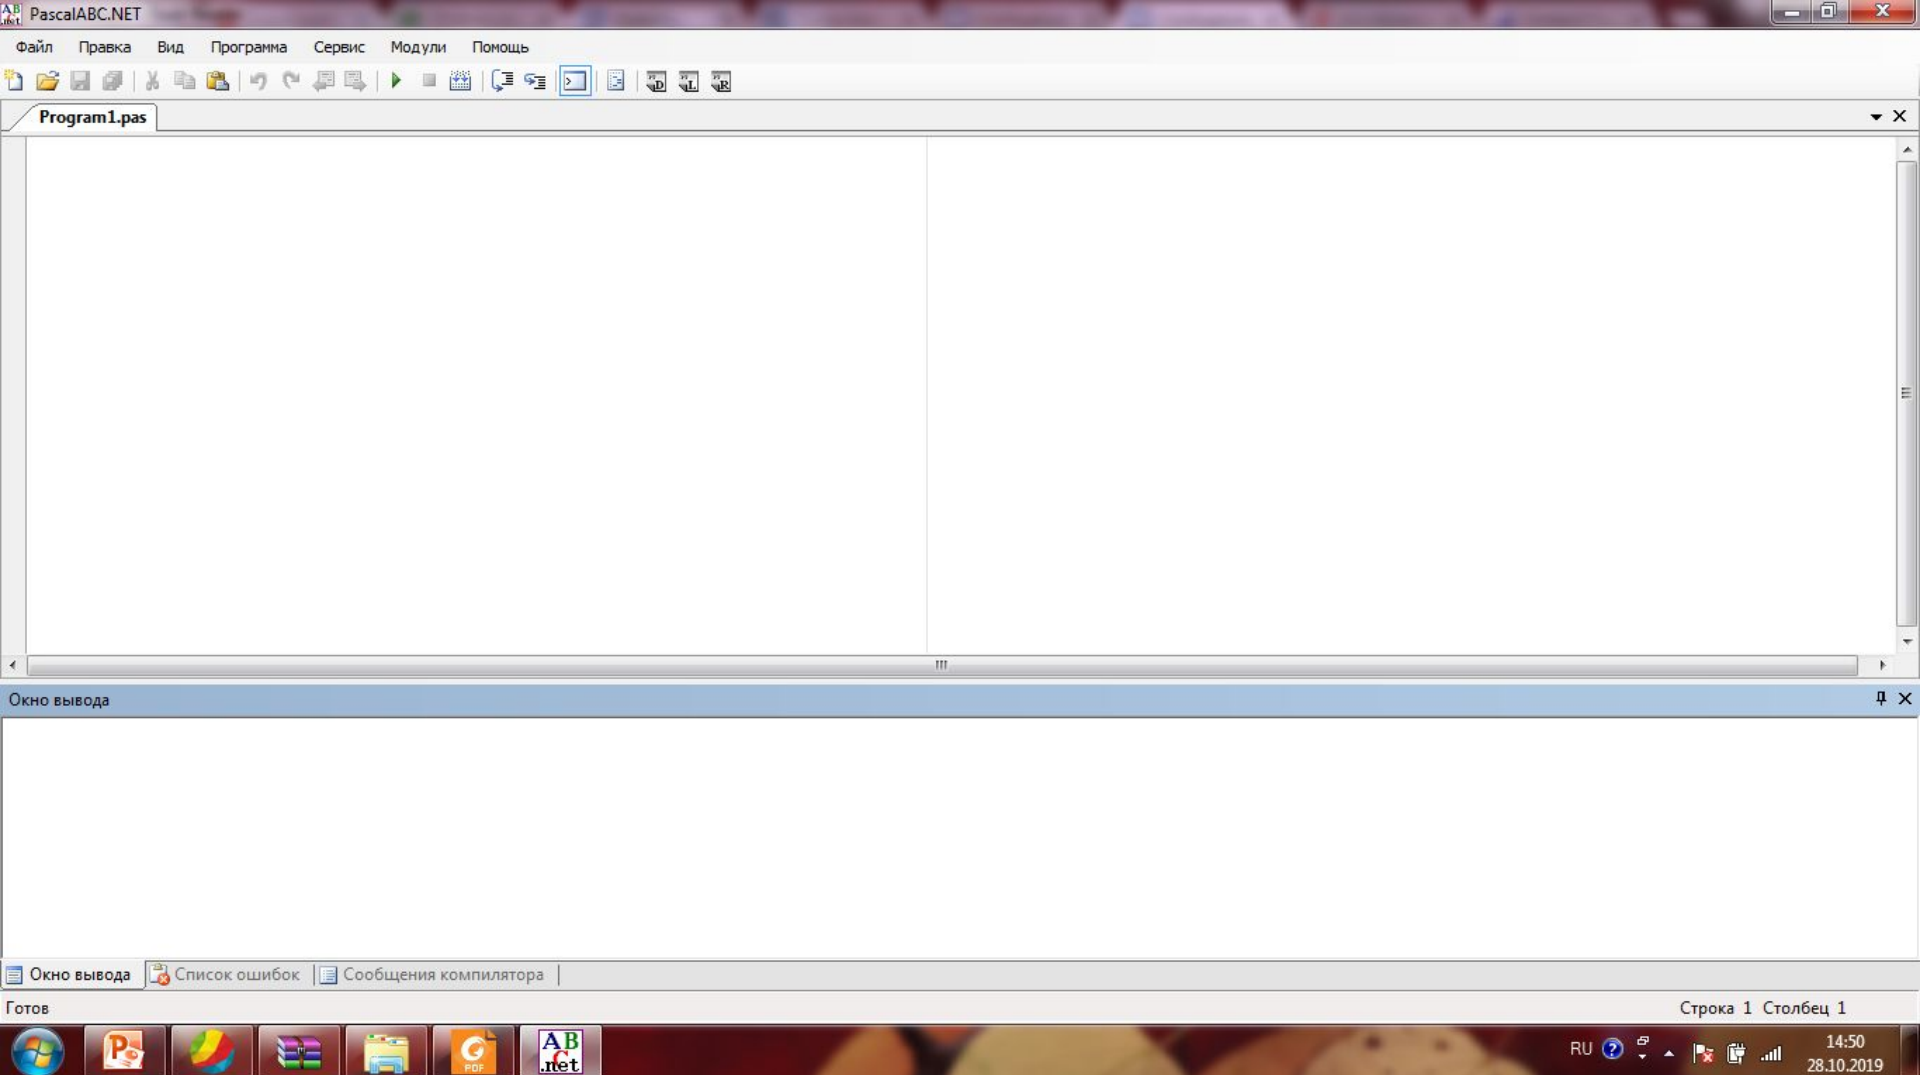 PascalABC.NET
Файл Правка Вид Программа Сервис Модули Помощь
Program1.pas
Окно вывода
Окно вывода Список ошибок Сообщения компилятора
Готов
Строка 1 Столбец 1
RU
14:50
28.10.2019